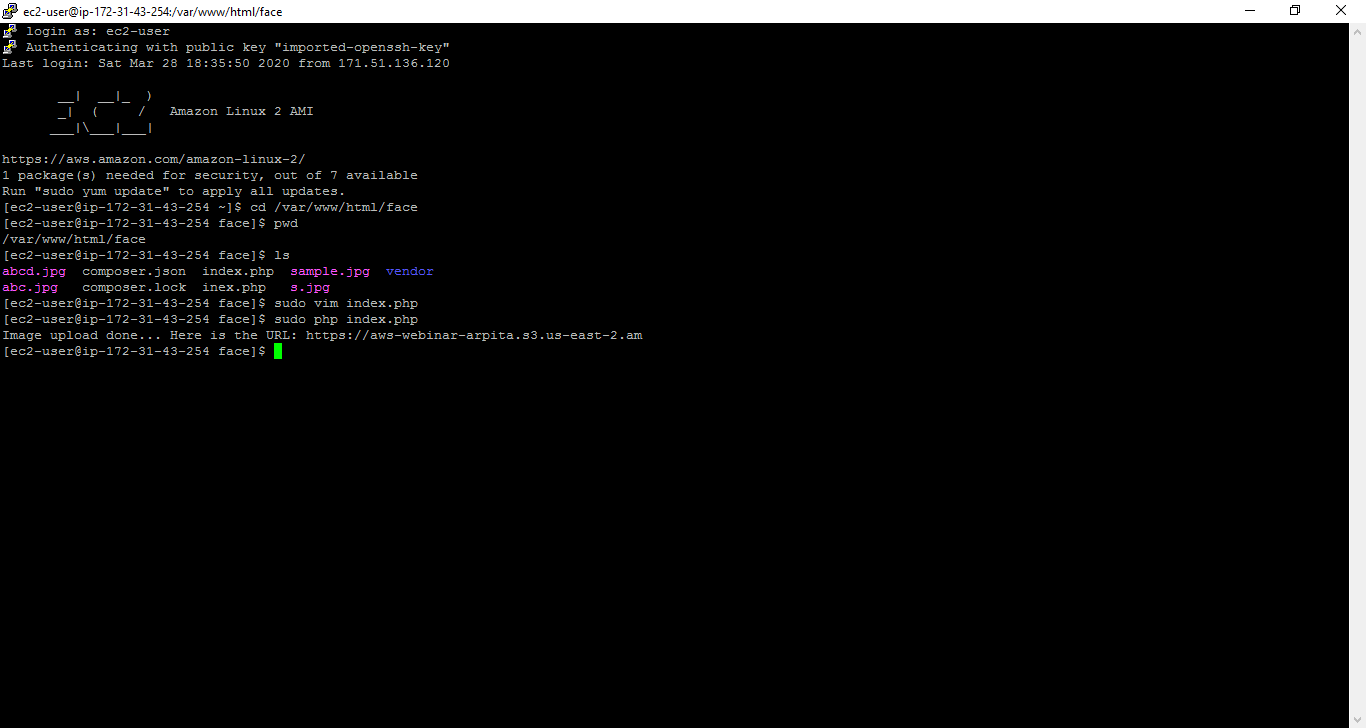 ec2-user@ip-172-31-43-254:/var/www/html/face
login as: ec2-user
Authenticating with public key "imported-openssh-key"
Last login: Sat Mar 28 18:35:50 2020 from 171.51.136.120
       __|  __|_  )
       _|  (     /   Amazon Linux 2 AMI
      ___|\___|___|
https://aws.amazon.com/amazon-linux-2/
1 package(s) needed for security, out of 7 available
Run "sudo yum update" to apply all updates.
[ec2-user@ip-172-31-43-254 ~]$ cd /var/www/html/face
[ec2-user@ip-172-31-43-254 face]$ pwd
/var/www/html/face
[ec2-user@ip-172-31-43-254 face]$ ls
abcd.jpg  composer.json  index.php  sample.jpg  vendor
abc.jpg   composer.lock  inex.php   s.jpg
[ec2-user@ip-172-31-43-254 face]$ sudo vim index.php
[ec2-user@ip-172-31-43-254 face]$ sudo php index.php
Image upload done... Here is the URL: https://aws-webinar-arpita.s3.us-east-2.am
[ec2-user@ip-172-31-43-254 face]$